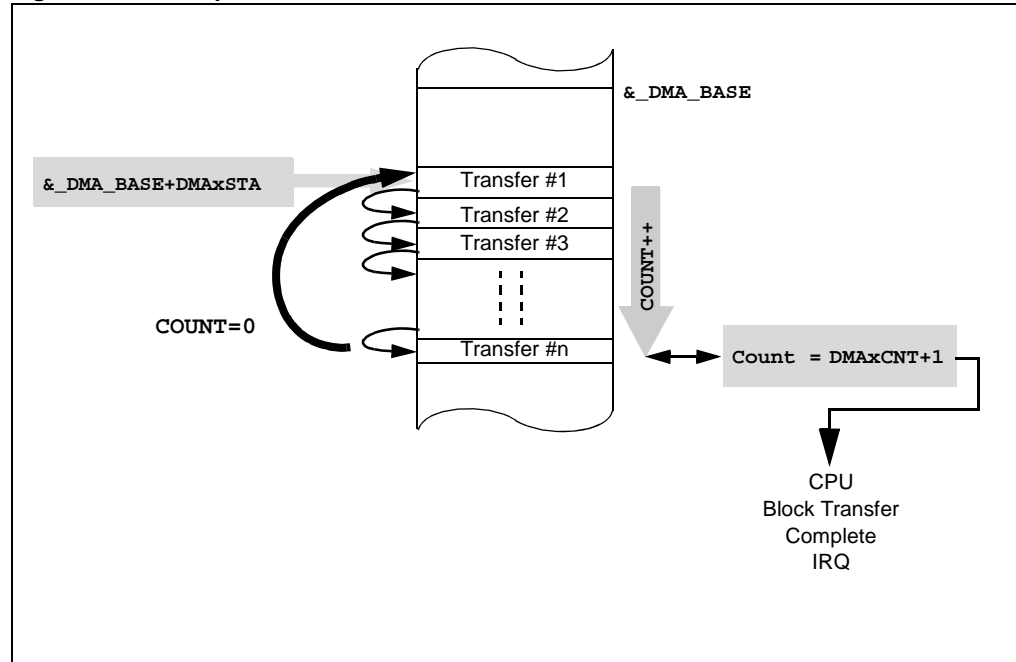 &_DMA_BASE
&_DMA_BASE+DMAxSTA
Transfer #1
Transfer #2
Transfer #3
COUNT++
COUNT=0
Transfer #n
Count = DMAxCNT+1
CPU
Block Transfer
Complete
IRQ